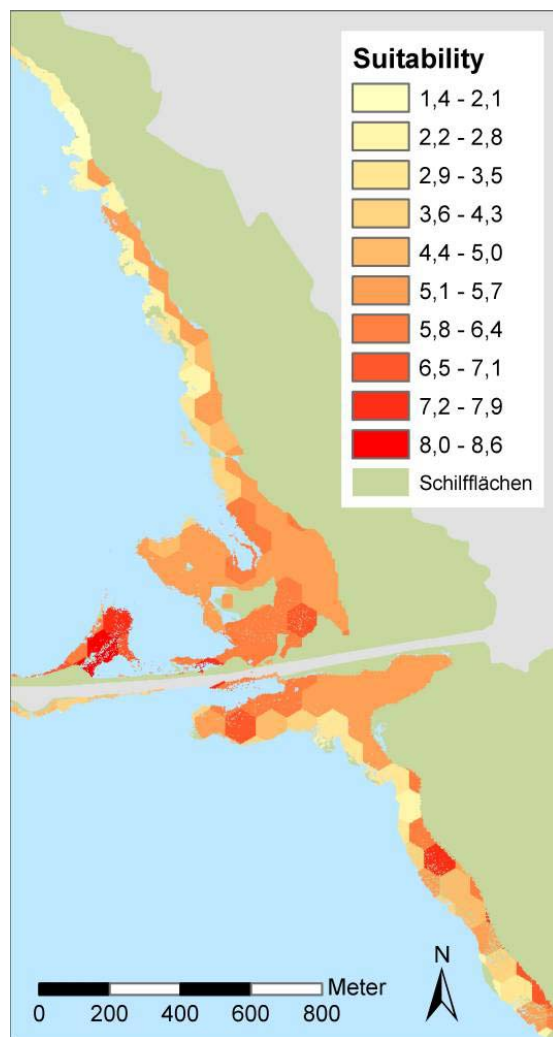 Suitability
1,4 - 2,1
2,2 - 2,8
2,9 - 3,5
3,6 - 4,3
4,4 - 5,0
5,1 - 5,7
5,8 - 6,4
6,5 - 7,1
7,2 - 7,9
8,0 - 8,6
Schilfflächen
N
Meter
0 200 400 600 800